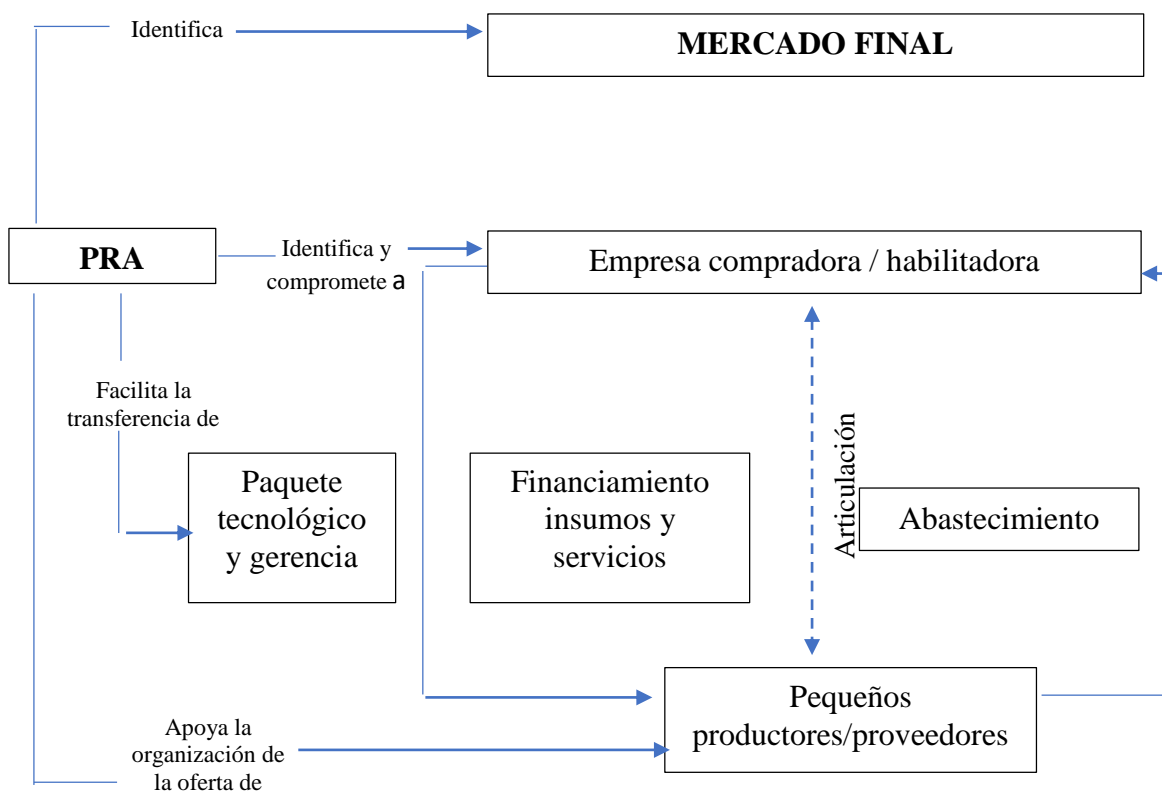 Identifica
MERCADO FINAL
PRA
Identifica y
compromete a
Empresa compradora / habilitadora
Facilita la
transferencia de
Paquete
tecnológico
y gerencia
Financiamiento
insumos y
servicios
Articulación
Abastecimiento
Apoya la
organización de
la oferta de
Pequeños
productores/proveedores